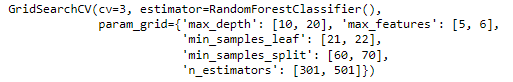 GridSearchCV(cv=3, estimator=RandomForestClassifier(),
             param_grid={'max_depth': [10, 20], 'max_features': [5, 6],
                         'min_samples_leaf': [21, 22],
                         'min_samples_split': [60, 70],
                         'n_estimators': [301, 501]})